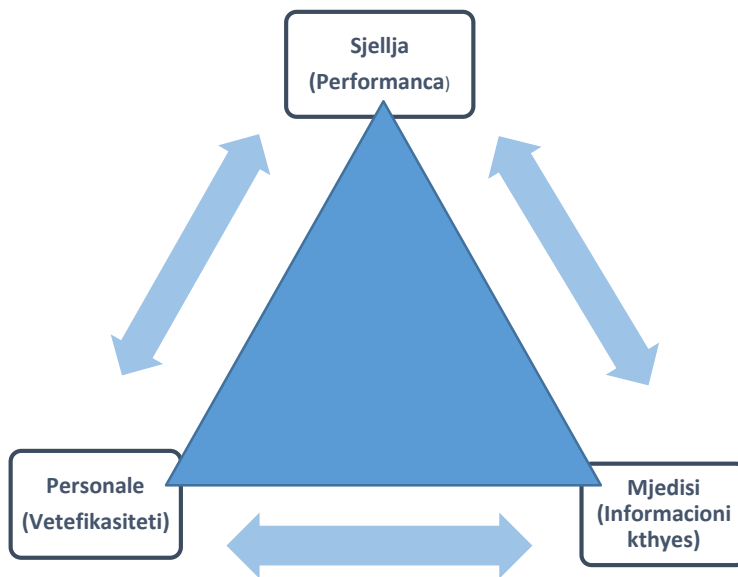 Sjellja
(Performanca)
Personale
(Vetefikasiteti)
Mjedisi
(Informacioni
kthyes)